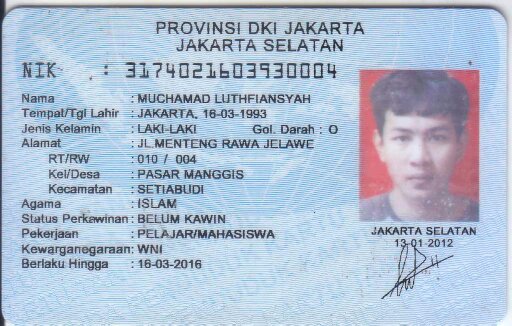 PROVINSI DKI JAKARTA
JAKARTA SELATAN
NIK : 3174021603930004
Nama : MUCHAMAD LUTHFIANSYAH
Tempat/Tgl Lahir : JAKARTA, 16-03-1993
Jenis Kelamin : LAKI-LAKI Gol. Darah : O
Alamat : JL.MENTENG RAWA JELAWE
RT/RW : 010 / 004
Kel/Desa : PASAR MANGGIS
Kecamatan : SETIABUDI
Agama : ISLAM
Status Perkawinan : BELUM KAWIN
Pekerjaan : PELAJAR/MAHASISWA
Kewarganegaraan: WNI
Berlaku Hingga : 16-03-2016
JAKARTA SELATAN
13-01-2012